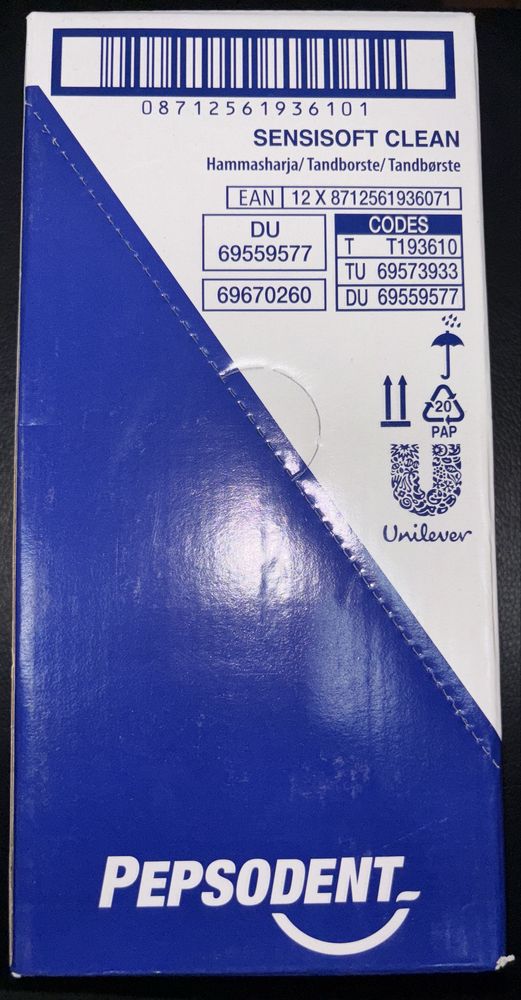 08712561936101
SENSISOFT CLEAN
Hammasharja/Tandborste/Tandbørste
EAN 12 X 8712561936071
DU
69559577
69670260
CODES
T T193610
TU 69573933
DU 69559577
20
PAP
Unilever
PEPSODENT